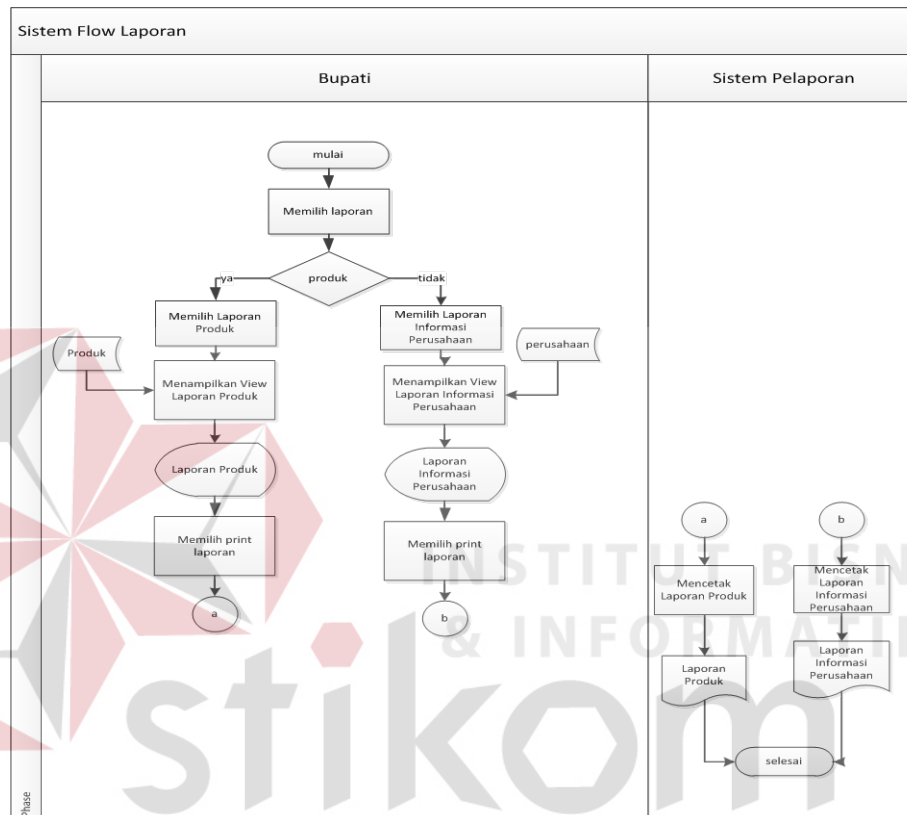 Sistem Flow Laporan
Bupati
Sistem Pelaporan
mulai
Memilih laporan
produk
ya
tidak
Memilih Laporan
Produk
Memilih Laporan
Informasi
Perusahaan
Produk
perusahaan
Menampilkan View
Laporan Produk
Menampilkan View
Laporan Informasi
Perusahaan
Laporan Produk
Laporan
Informasi
Perusahaan
Memilih print
laporan
Memilih print
laporan
a
b
a
b
Mencetak
Laporan Produk
Mencetak
Laporan
Informasi
Perusahaan
Laporan
Produk
Laporan
Informasi
Perusahaan
selesai
Phase
INSTITUT BISN
& INFORMATI
stikom